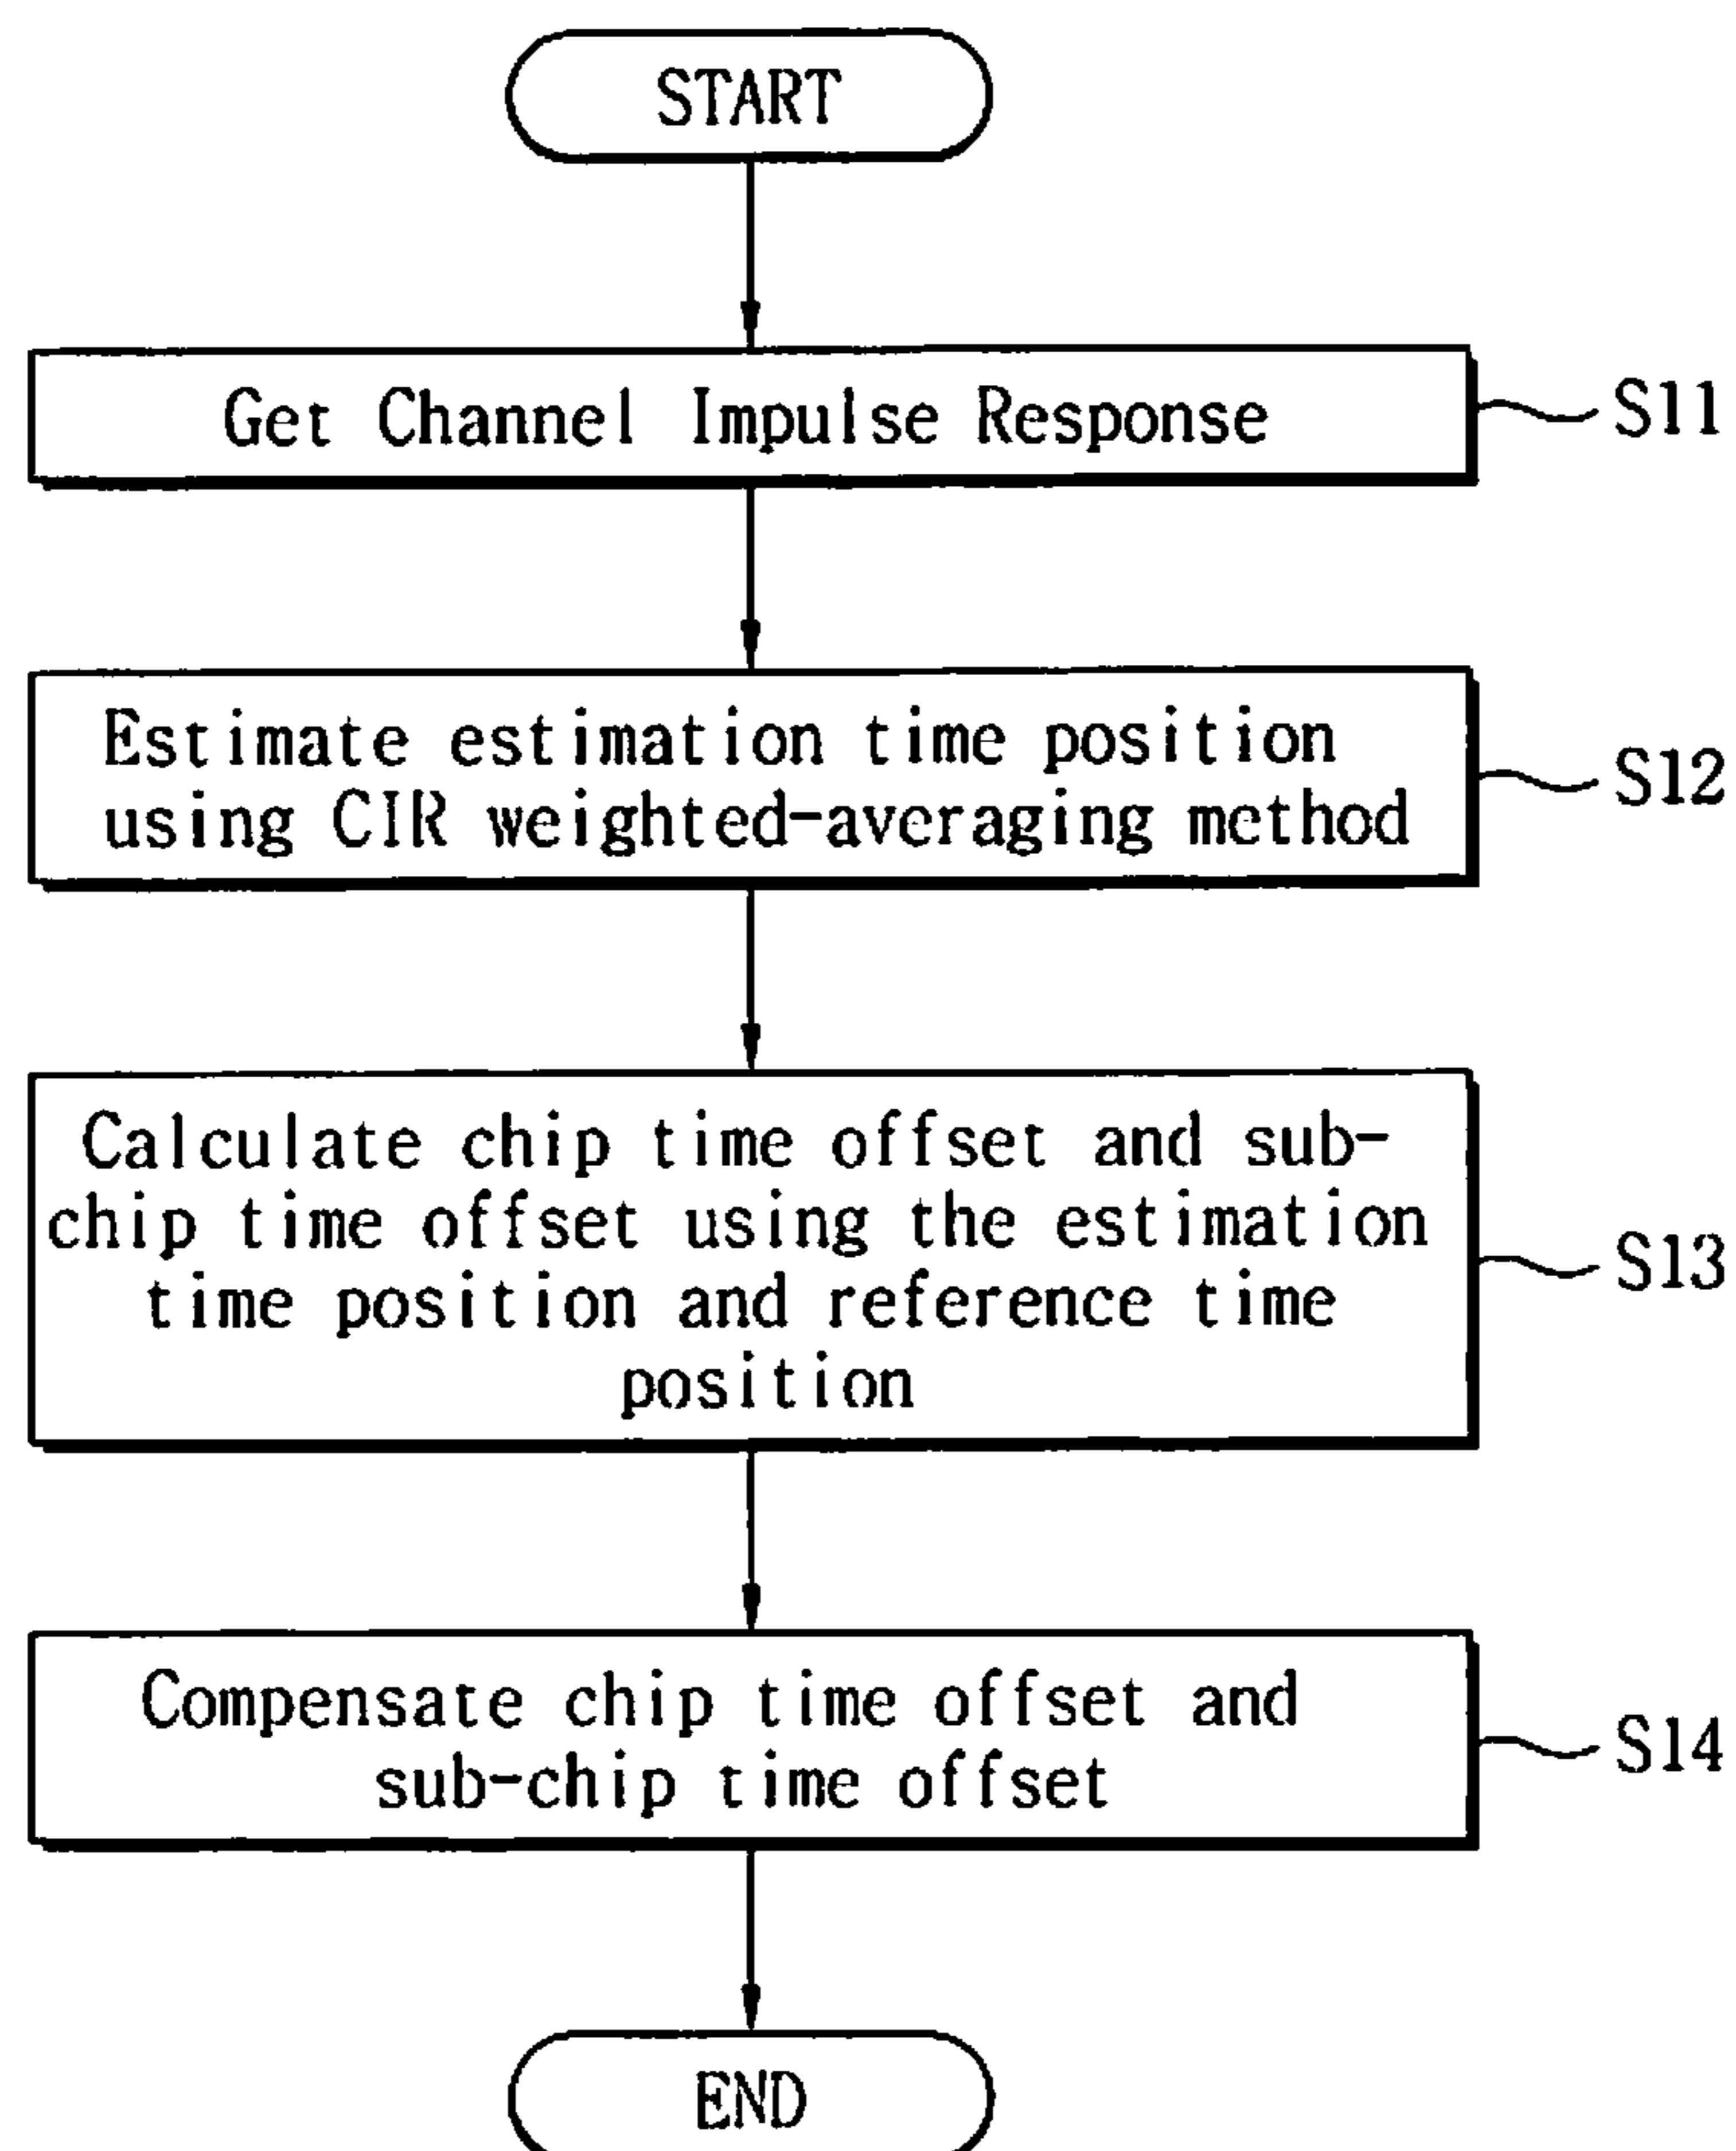 START
Get Channel Impulse Response
S11
Estimate estimation time position
using CIR weighted-averaging method
S12
Calculate chip time offset and sub-
chip time offset using the estimation
time position and reference time
position
S13
Compensate chip time offset and
sub-chip time offset
S14
END